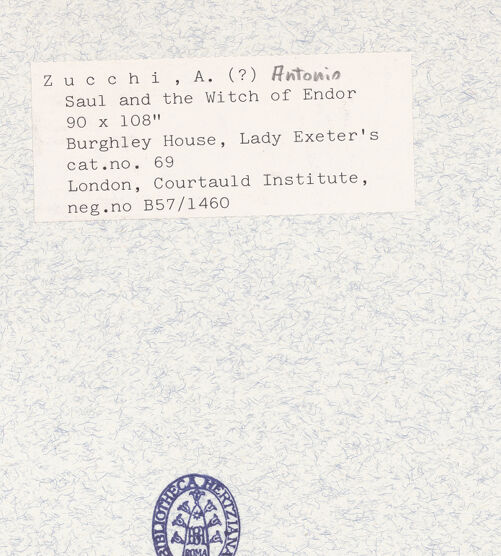 Z u c c h i , A. (?) Antonio
Saul and the Witch of Endor
90 x 108"
Burghley House, Lady Exeter's
cat.no. 69
London, Courtauld Institute,
neg.no B57/1460
BIBLIOTHECA HERTZIANA
ROMA